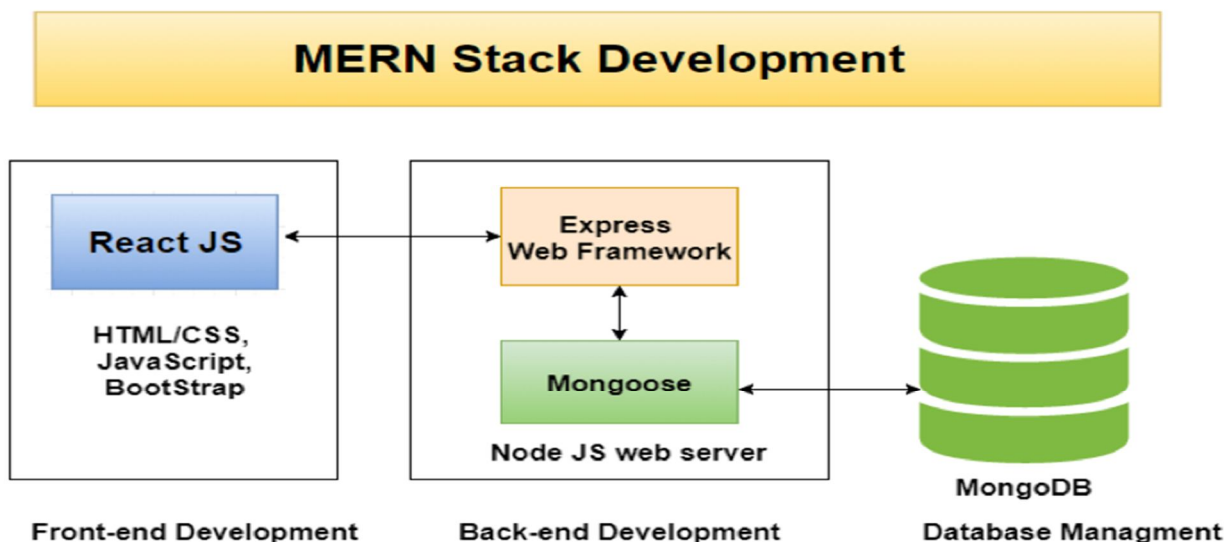 MERN Stack Development
React JS
HTML/CSS,
JavaScript,
BootStrap
Front-end Development
Express
Web Framework
Mongoose
Node JS web server
Back-end Development
MongoDB
Database Managment